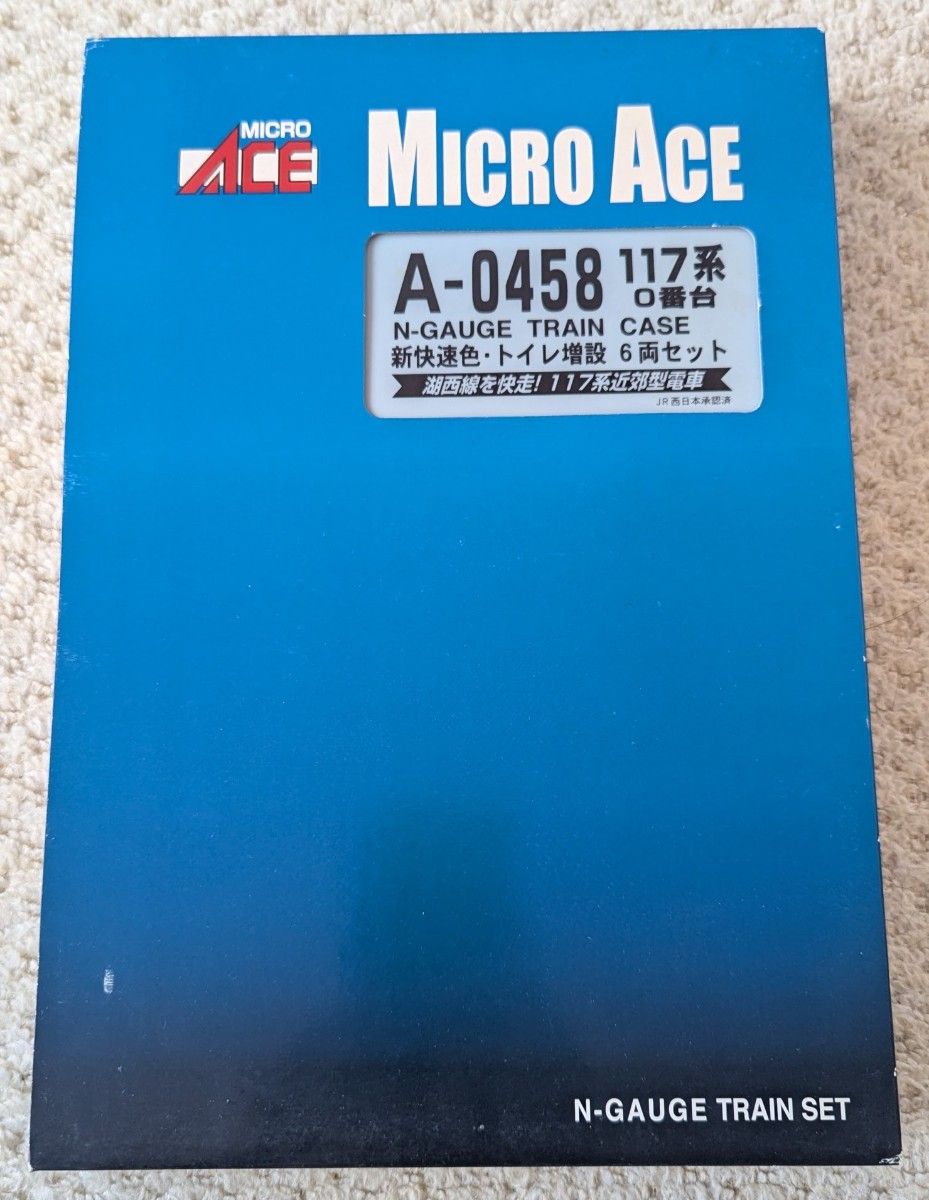 MICRO
ACE
MICRO ACE
A-0458 117系
0番台
N-GAUGE TRAIN CASE
新快速色・トイレ増設 6両セット
湖西線を快走! 117系近郊型電車
JR西日本承認済
N-GAUGE TRAIN SET